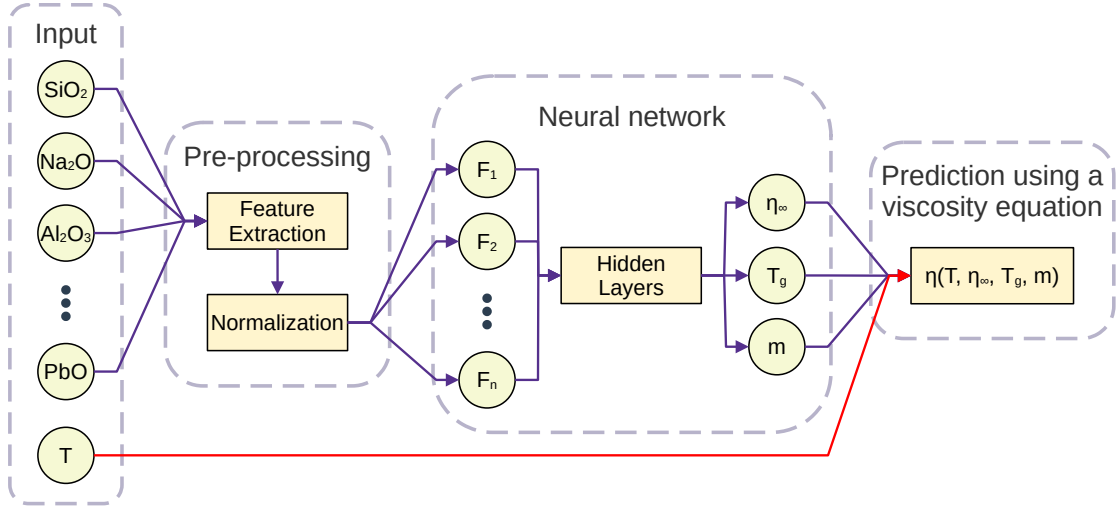 Input
SiO₂
Na₂O
Al₂O₃
PbO
T
Pre-processing
Feature
Extraction
Normalization
Neural network
F₁
F₂
Fₙ
Hidden
Layers
η∞
Tg
m
Prediction using a
viscosity equation
η(T, η∞, Tg, m)